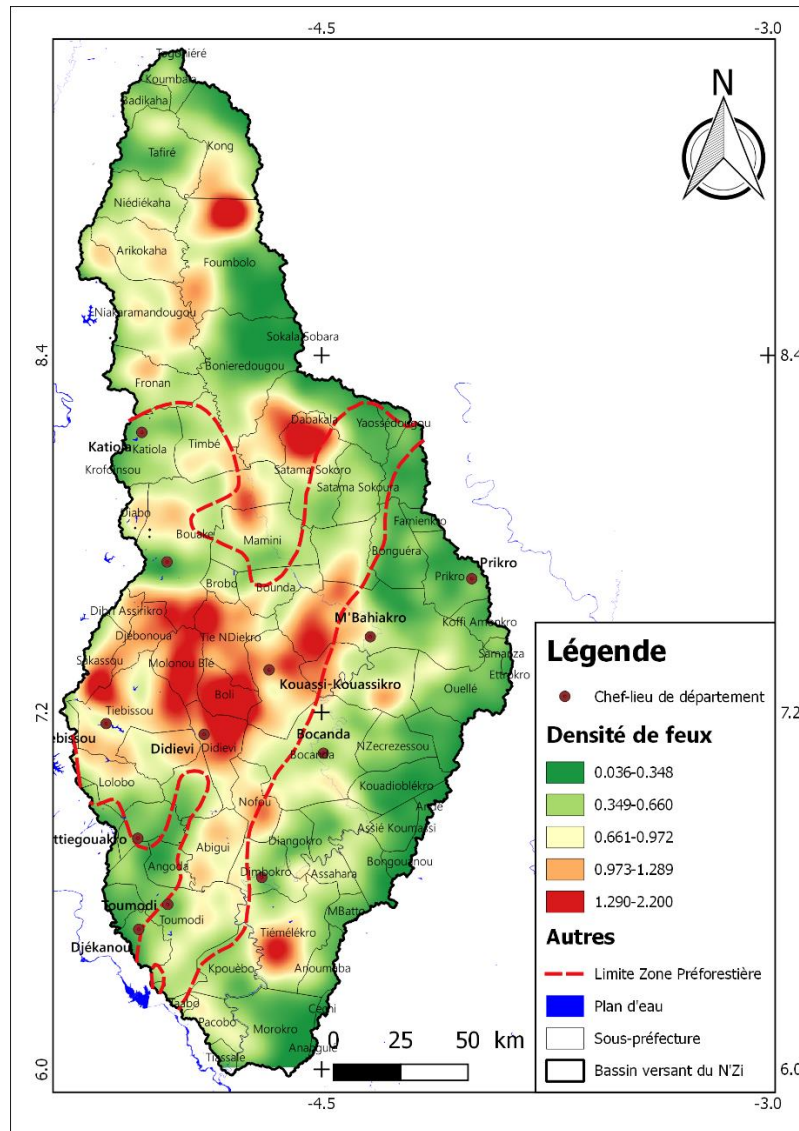 -4.5
-3.0
N
Togoniéré
Koumbala
Badikaha
Kong
Tafiré
Niédiékaha
Arikokaha
Foumbolo
Niakaramandougou
Sokala Sobara
8.4
8.4
Bonieredougou
Fronan
Dabakala
Yaossédougou
Katiola
Katiola
Timbé
Krofoinsou
Satama Sokoro
Satama Sokoura
Diabo
Famienkro
Bouake
Mamini
Bonguéra
Prikro
Prikro
Brobo
Bounda
Dibri Assirikro
M'Bahiakro
Koffi Amonkro
Djebonoua
Tie NDiekro
Samanza
Ettrokro
Sakassou
Molonou Blé
Kouassi-Kouassikro
Ouellé
Boli
Tiebissou
7.2
7.2
ebissou
Didievi
Didievi
Bocanda
Bocanda
NZecrezessou
Lolobo
Kouadioblékro
Nofou
ttiegouakro
Abigui
Diangokro
Assié Koumassi
Angoda
Dimbokro
Assahara
Bongouanou
Toumodi
Toumodi
MBatto
Djékanou
Tiémélékro
Kpouèbo
Anoumaba
Taabo
Pacobo
Morokro
Tiassale
0 25 50 km
6.0
6.0
-4.5
-3.0
Légende
Chef-lieu de département
Densité de feux
0.036-0.348
0.349-0.660
0.661-0.972
0.973-1.289
1.290-2.200
Autres
Limite Zone Préforestière
Plan d'eau
Sous-préfecture
Bassin versant du N'Zi